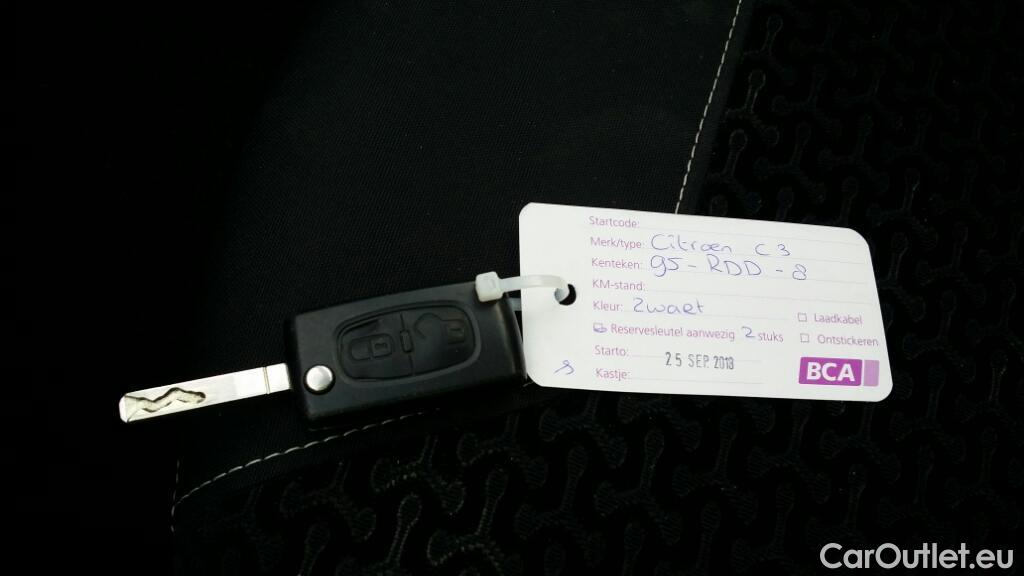 Startcode:
Merk/type: Citroen C3
Kenteken: 95-RDD-8
KM-stand:
Kleur: Zwart
Laadkabel
Reservesleutel aanwezig 2 stuks
Ontstickeren
Starto: 25 SEP. 2018
Kastje:
BCA
CarOutlet.eu